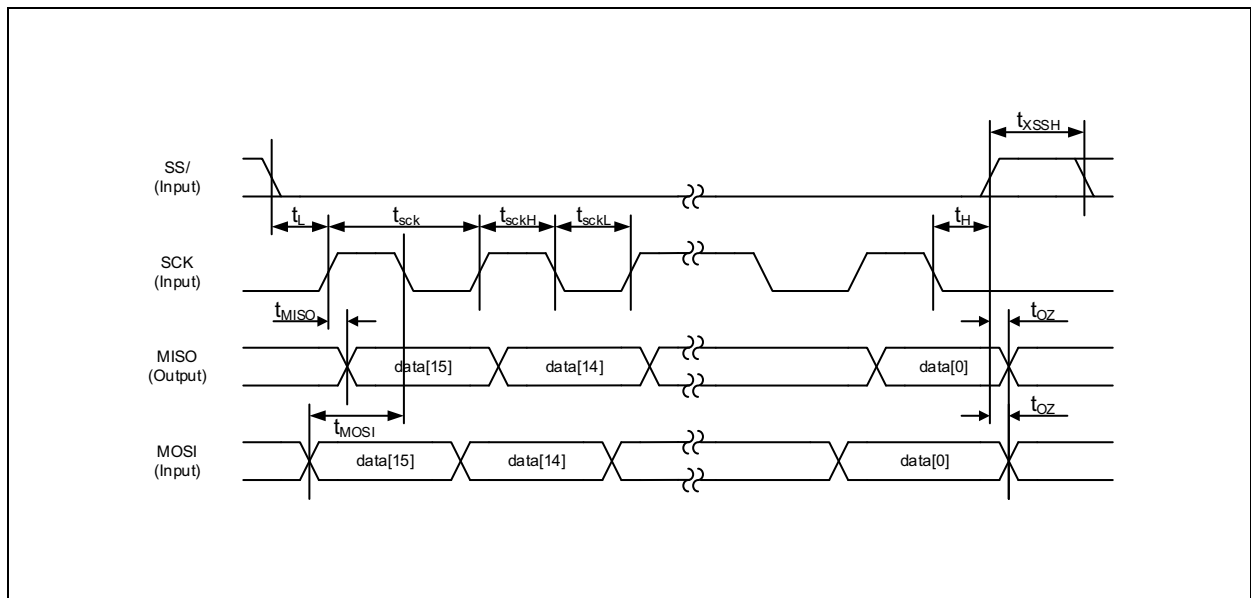 tXSSH
SS/
(Input)
tL
tsck
tsckH
tsckL
tH
SCK
(Input)
tMISO
tOZ
MISO
(Output)
data[15]
data[14]
data[0]
tMOSI
tOZ
MOSI
(Input)
data[15]
data[14]
data[0]